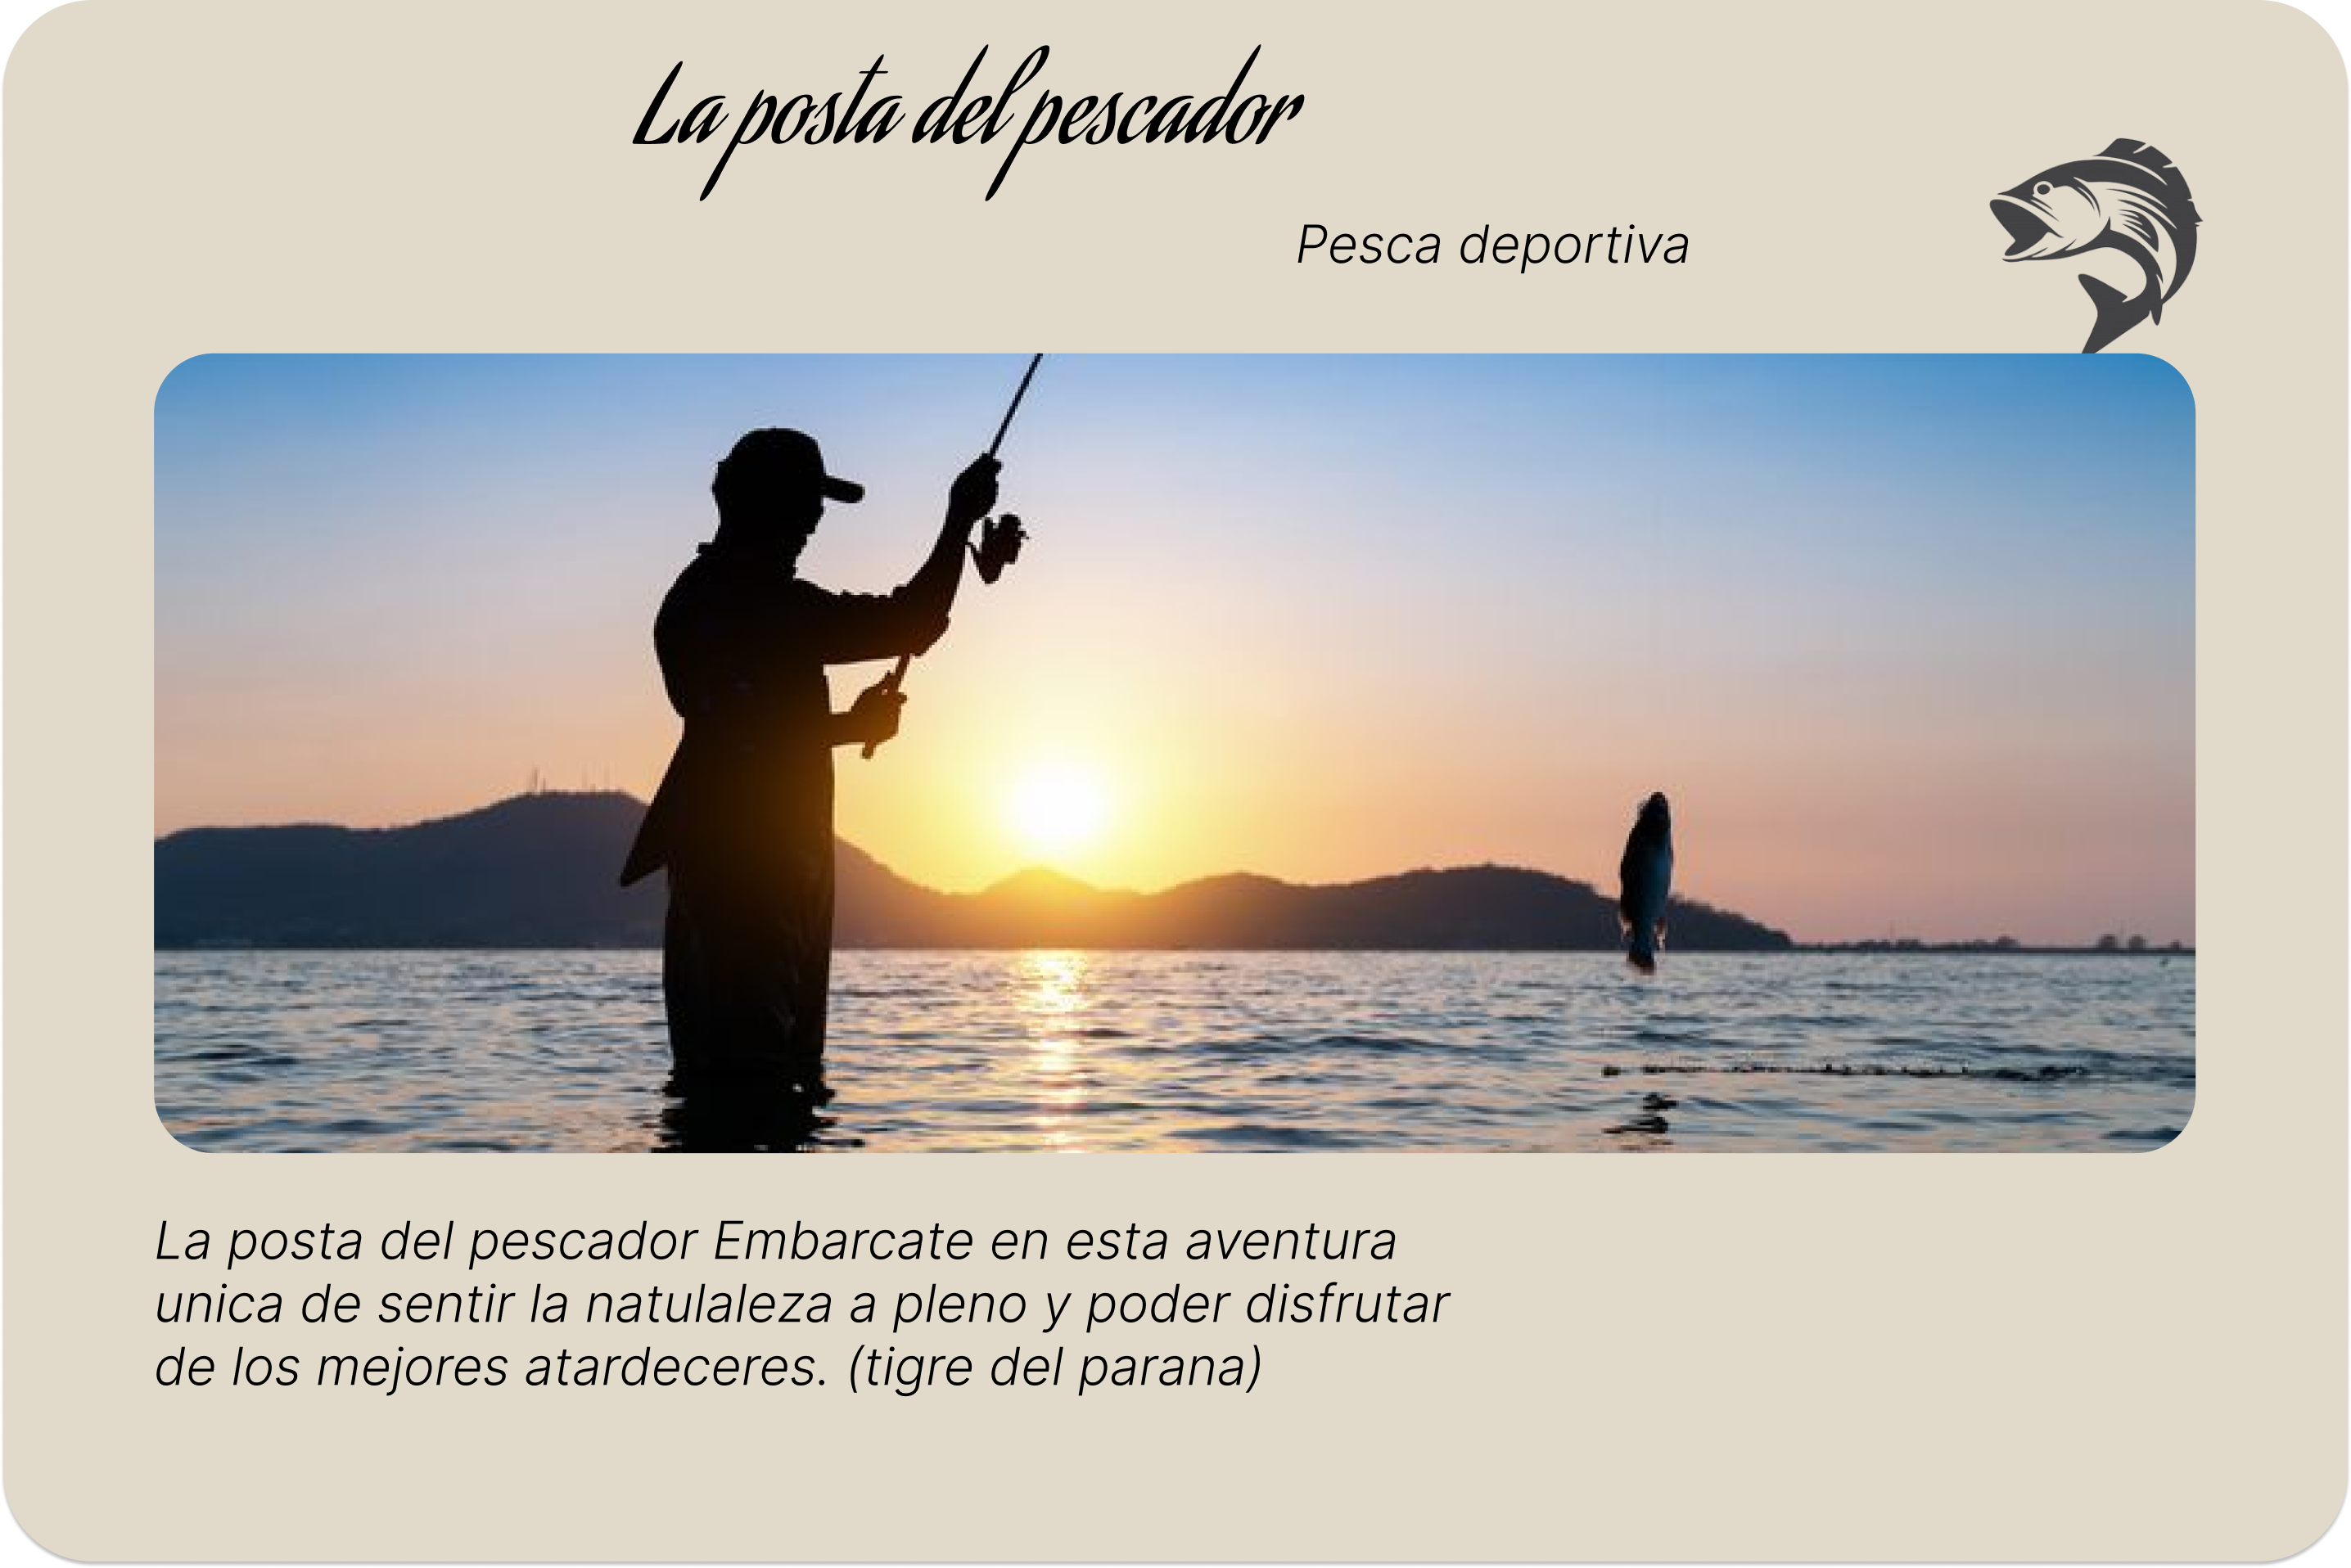 La posta del pescador
Pesca deportiva
La posta del pescador Embarcate en esta aventura
unica de sentir la natulaleza a pleno y poder disfrutar
de los mejores atardeceres. (tigre del parana)